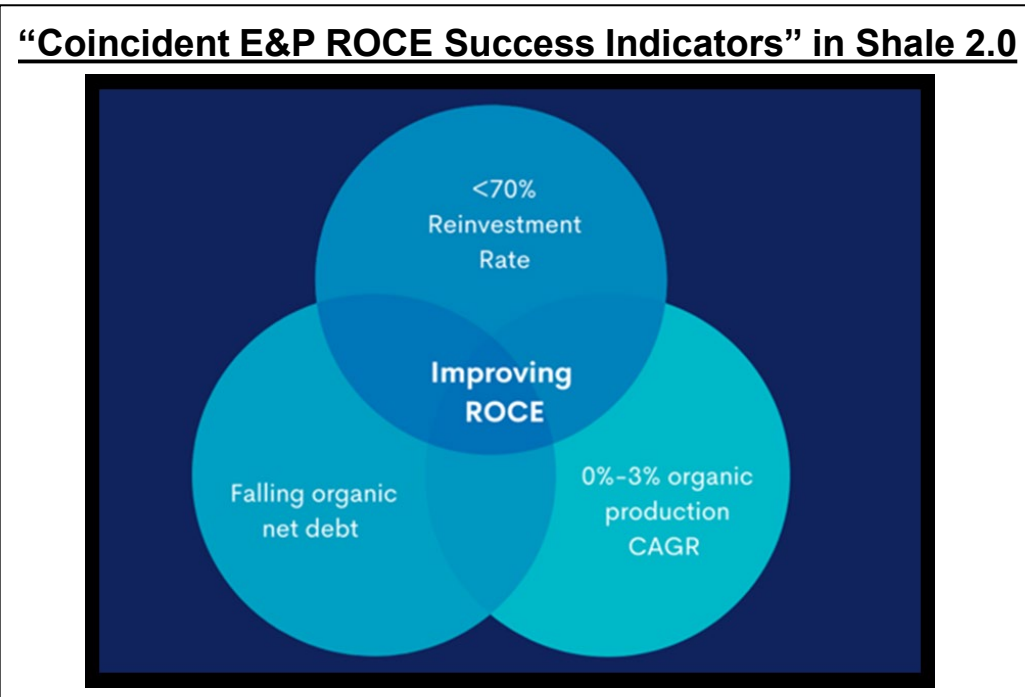 “Coincident E&P ROCE Success Indicators” in Shale 2.0
<70%
Reinvestment
Rate
Improving
ROCE
Falling organic
net debt
0%-3% organic
production
CAGR